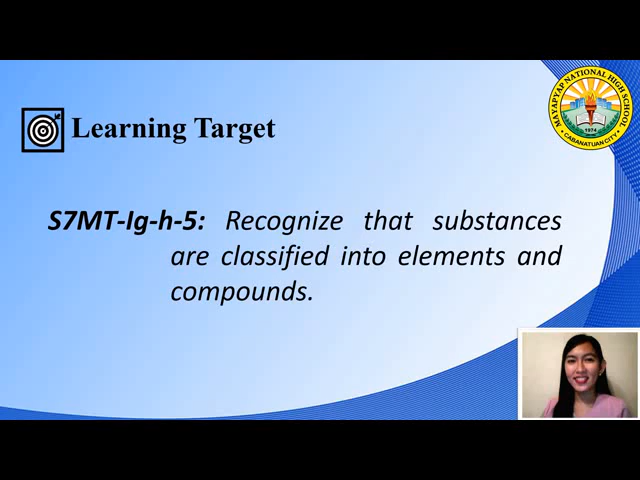 MAYAPYAP NATIONAL HIGH SCHOOL
1974
CABANATUAN CITY
Learning Target
S7MT-Ig-h-5: Recognize that substances
are classified into elements and
compounds.